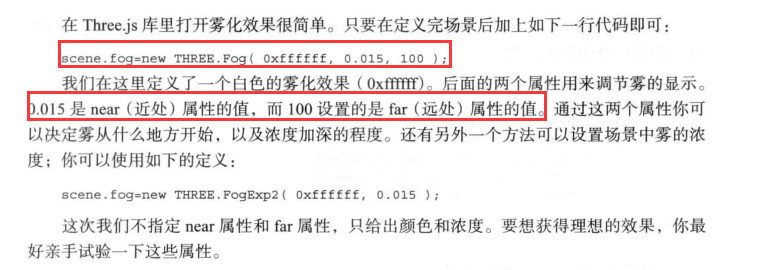 在 Three.js 库里打开雾化效果很简单。只要在定义完场景后加上如下一行代码即可：
scene.fog=new THREE.Fog( 0xffffff, 0.015, 100 );
我们在这里定义了一个白色的雾化效果（0xffffff）。后面的两个属性用来调节雾的显示。
0.015 是 near（近处）属性的值，而 100 设置的是 far（远处）属性的值。通过这两个属性你可
以决定雾从什么地方开始，以及浓度加深的程度。还有另外一个方法可以设置场景中雾的浓
度；你可以使用如下的定义：
scene.fog=new THREE.FogExp2( 0xffffff, 0.015 );
这次我们不指定 near 属性和 far 属性，只给出颜色和浓度。要想获得理想的效果，你最
好亲手试验一下这些属性。